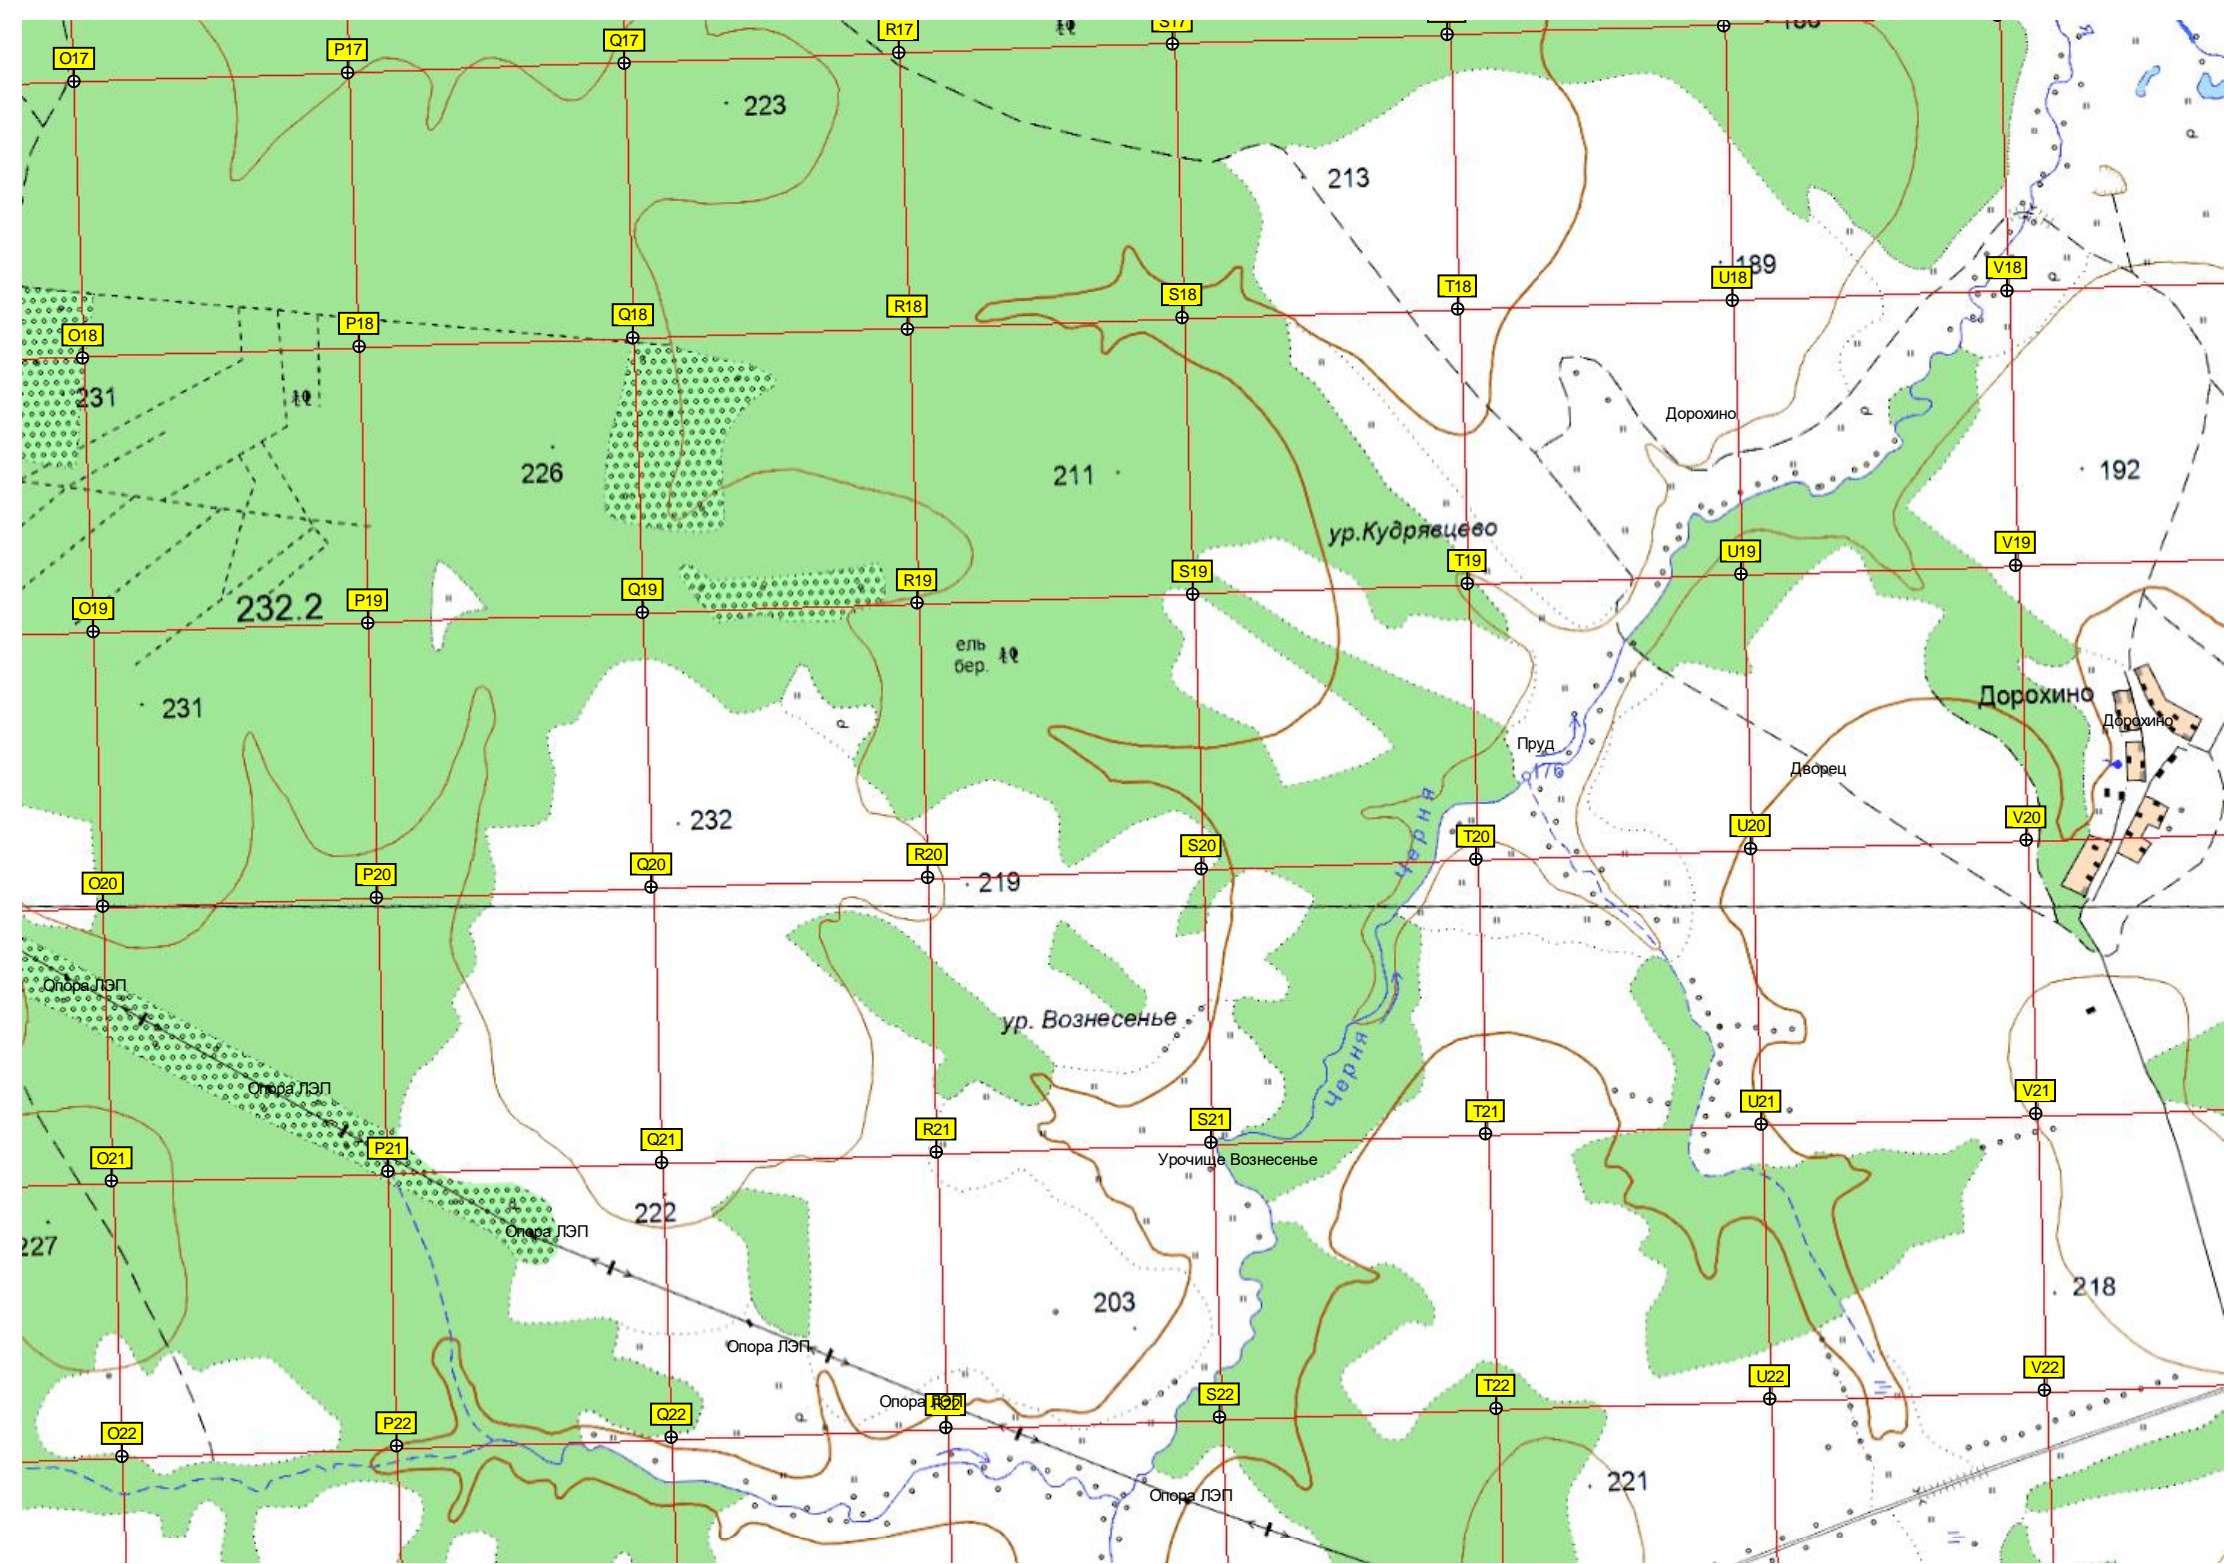 O17
P17
Q17
R17
S17
223
213
O18
P18
Q18
R18
S18
T18
U18
189
V18
231
Дорохино
226
211
192
ур.Кудрявцево
O19
232.2
P19
Q19
R19
S19
T19
U19
V19
ель
бер.
231
Дорохино
Дорохино
Пруд
176
Дворец
232
Черня
O20
P20
Q20
R20
219
S20
T20
U20
V20
Опора ЛЭП
ур. Вознесенье
Черня
Опора ЛЭП
O21
P21
Q21
R21
S21
T21
U21
V21
Урочище Вознесенье
222
Опора ЛЭП
227
203
218
Опора ЛЭП
Опора ЛЭП
O22
P22
Q22
R22
S22
T22
U22
V22
221
Опора ЛЭП